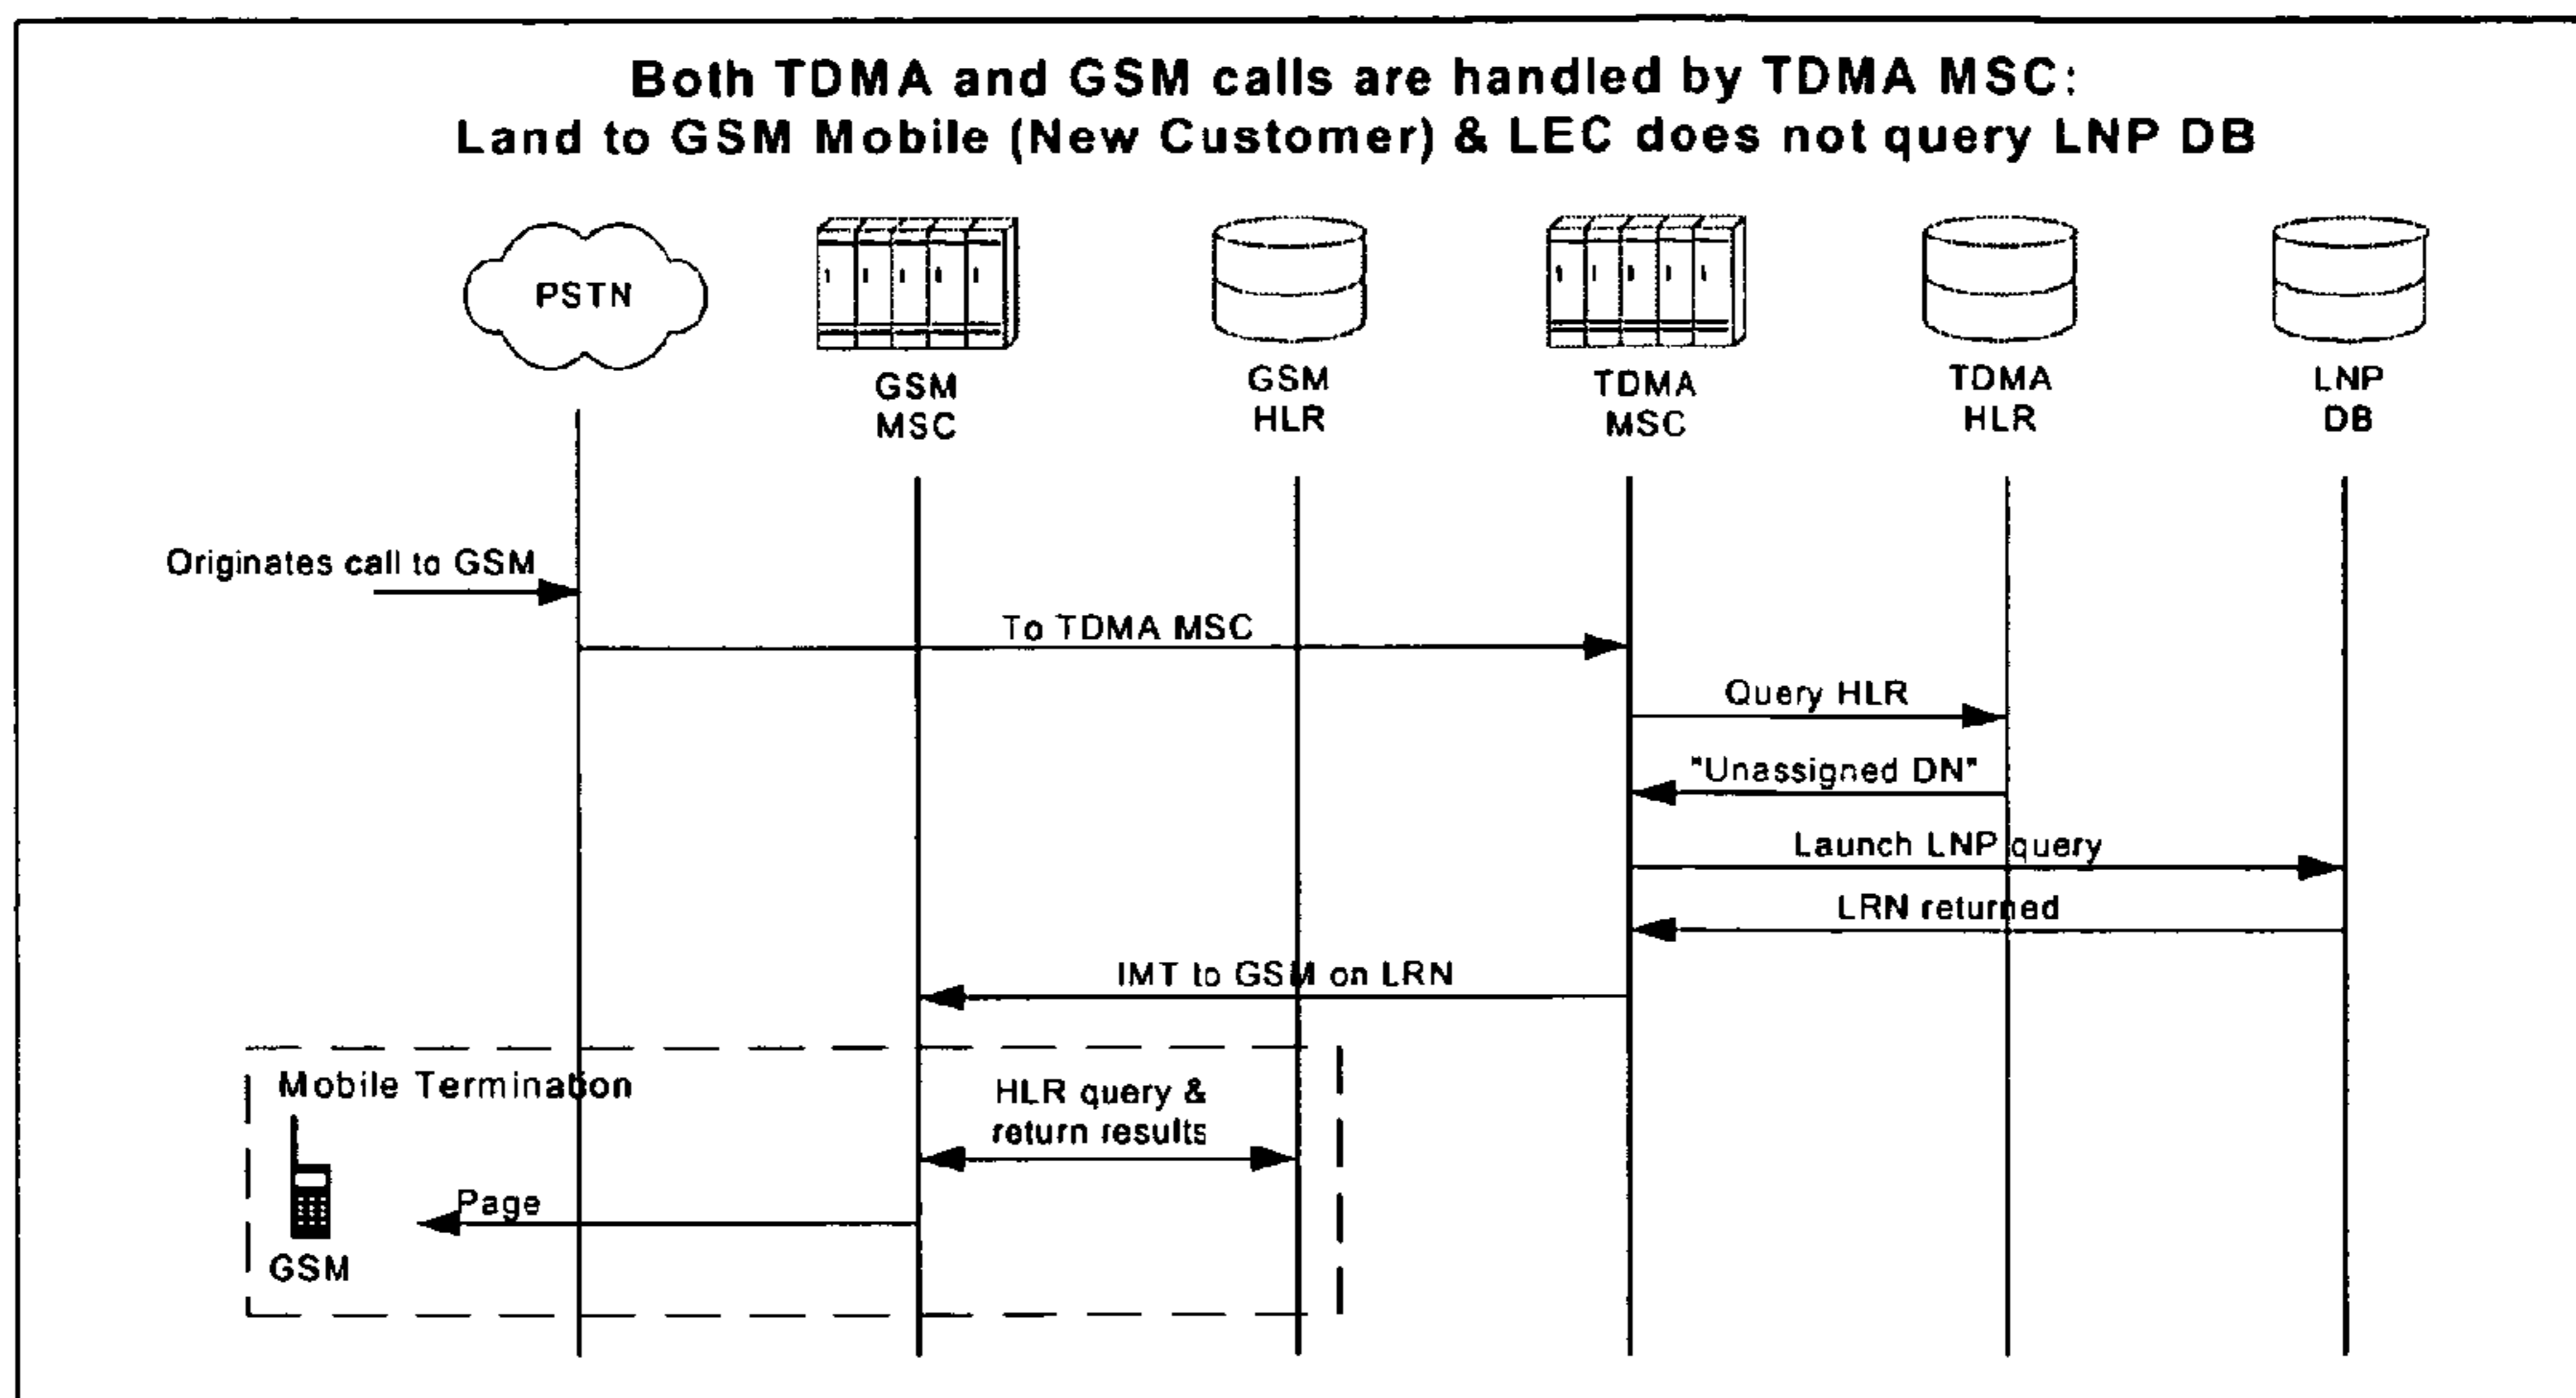 Both TDMA and GSM calls are handled by TDMA MSC:
Land to GSM Mobile (New Customer) & LEC does not query LNP DB
PSTN
GSM
MSC
GSM
HLR
TDMA
MSC
TDMA
HLR
LNP
DB
Originates call to GSM
To TDMA MSC
Query HLR
"Unassigned DN"
Launch LNP query
LRN returned
IMT to GSM on LRN
Mobile Termination
HLR query &
return results
Page
GSM